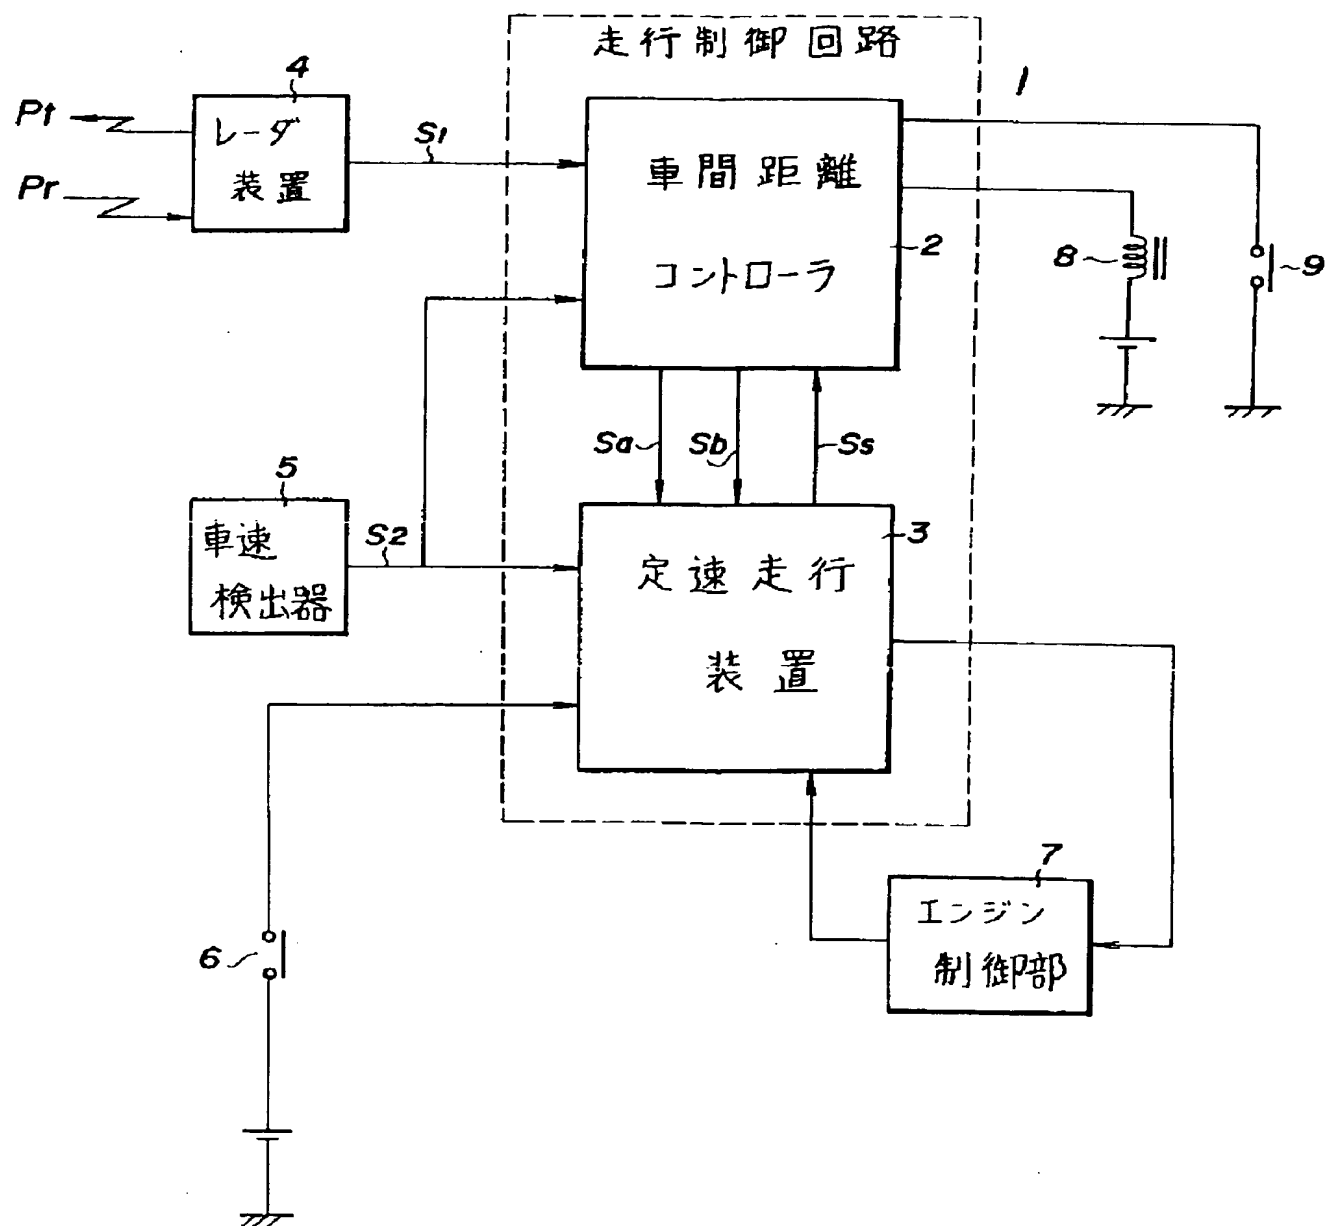 走行制御回路
1
4
Pt
レーダ
装置
Pr
S1
車間距離
コントローラ
2
8
9
Sa
Sb
Ss
5
車速
検出器
S2
3
定速走行
装置
6
7
エンジン
制御部